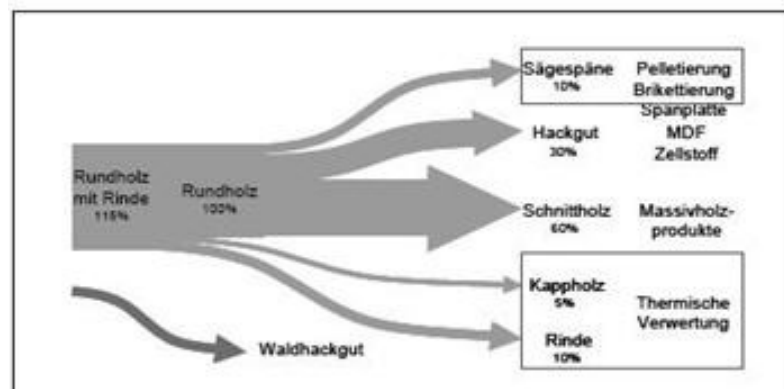 Sägespäne
10%
Pelletierung
Brikettierung
Spanplatte
Hackgut
30%
MDF
Zellstoff
Rundholz
mit Rinde
115%
Rundholz
100%
Schnittholz
60%
Massivholz-
produkte
Kappholz
5%
Thermische
Verwertung
Rinde
10%
Waldhackgut